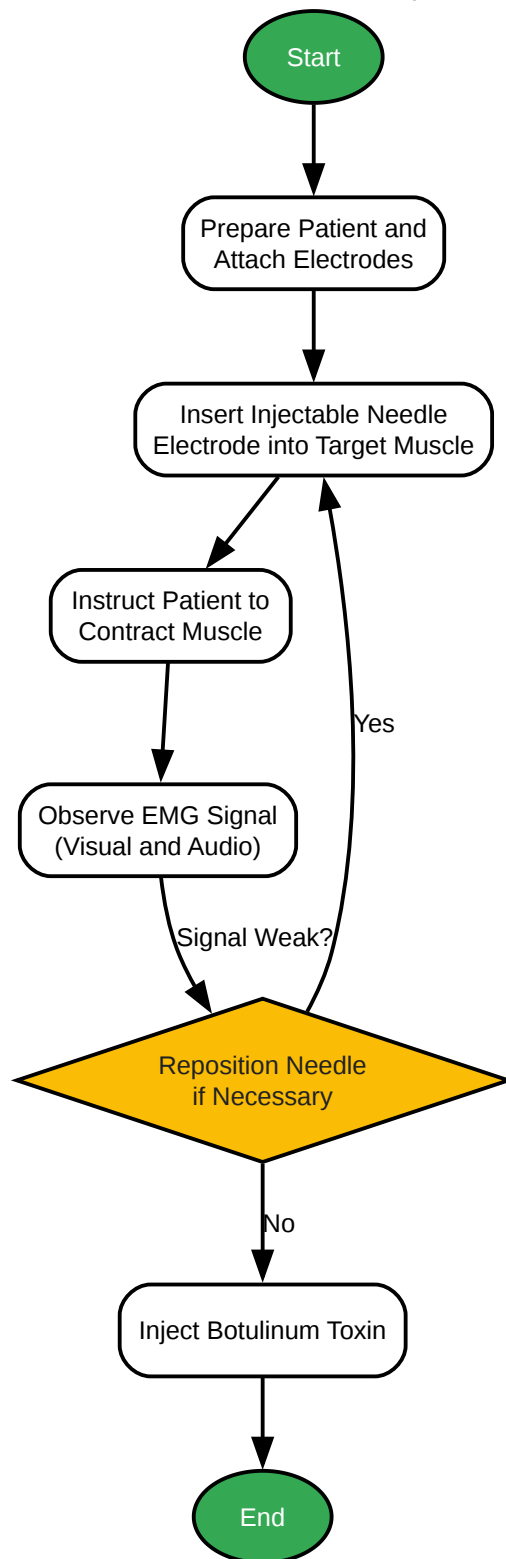 Start
Prepare Patient and
Attach Electrodes
Insert Injectable Needle
Electrode into Target Muscle
Instruct Patient to
Contract Muscle
Yes
Observe EMG Signal
(Visual and Audio)
Signal Weak?
Reposition Needle
if Necessary
No
Inject Botulinum Toxin
End